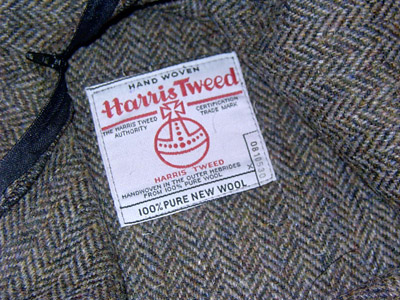 HAND WOVEN
Harris Tweed
THE HARRIS TWEED AUTHORITY
CERTIFICATION TRADE MARK
HARRIS TWEED
HANDWOVEN IN THE OUTER HEBRIDES
FROM 100% PURE WOOL
100% PURE NEW WOOL